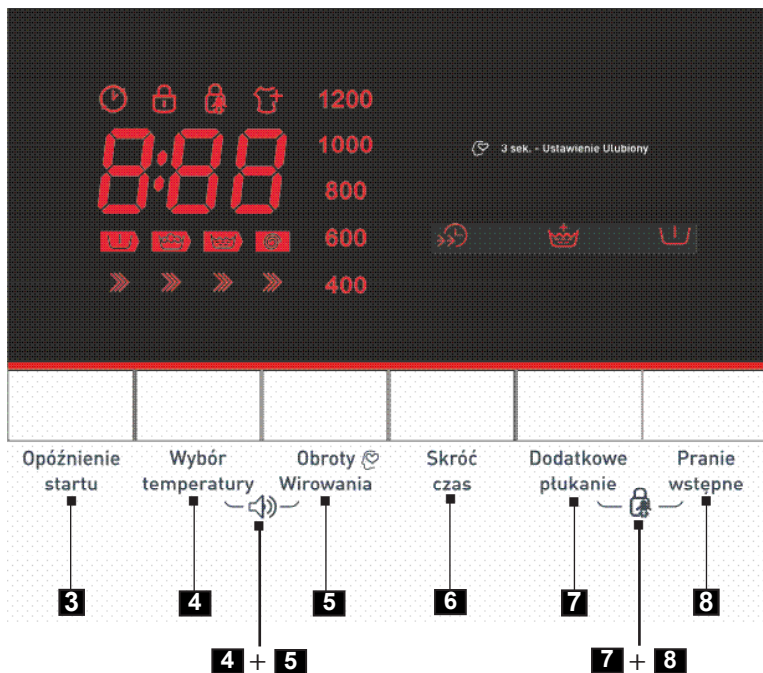 1200
8:88
1000
3 sek. - Ustawienie Ulubiony
800
600
400
Opóźnienie startu
Wybór temperatury
Obroty Wirowania
Skróć czas
Dodatkowe płukanie
Pranie wstępne
3
4
5
6
7
8
4 + 5
7 + 8